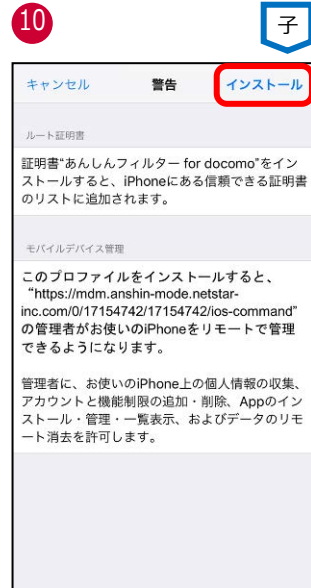 10
子
キャンセル 警告 インストール
ルート証明書
証明書“あんしんフィルター for docomo”をイン
ストールすると、iPhoneにある信頼できる証明書
のリストに追加されます。
モバイルデバイス管理
このプロファイルをインストールすると、
“https://mdm.anshin-mode.netstar-
inc.com/0/17154742/17154742/ios-command”
の管理者がお使いのiPhoneをリモートで管理
できるようになります。
管理者に、お使いのiPhone上の個人情報の収集、
アカウントと機能制限の追加・削除、Appのイン
ストール・管理・一覧表示、およびデータのリモ
ート消去を許可します。